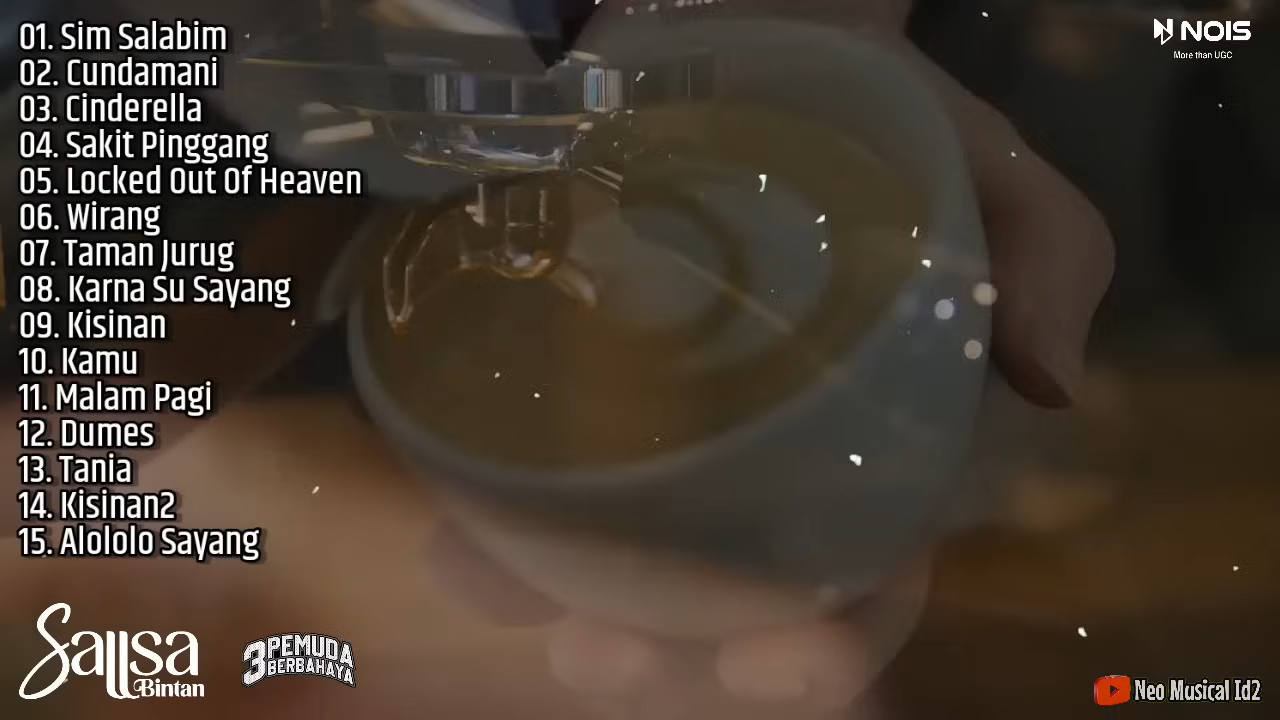 01. Sim Salabim
02. Cundamani
03. Cinderella
04. Sakit Pinggang
05. Locked Out Of Heaven
06. Wirang
07. Taman Jurug
08. Karna Su Sayang
09. Kisinan
10. Kamu
11. Malam Pagi
12. Dumes
13. Tania
14. Kisinan2
15. Alololo Sayang
NOIS
More than UGC
Sallsa
Bintan
3 PEMUDA
BERBAHAYA
Neo Musical Id2